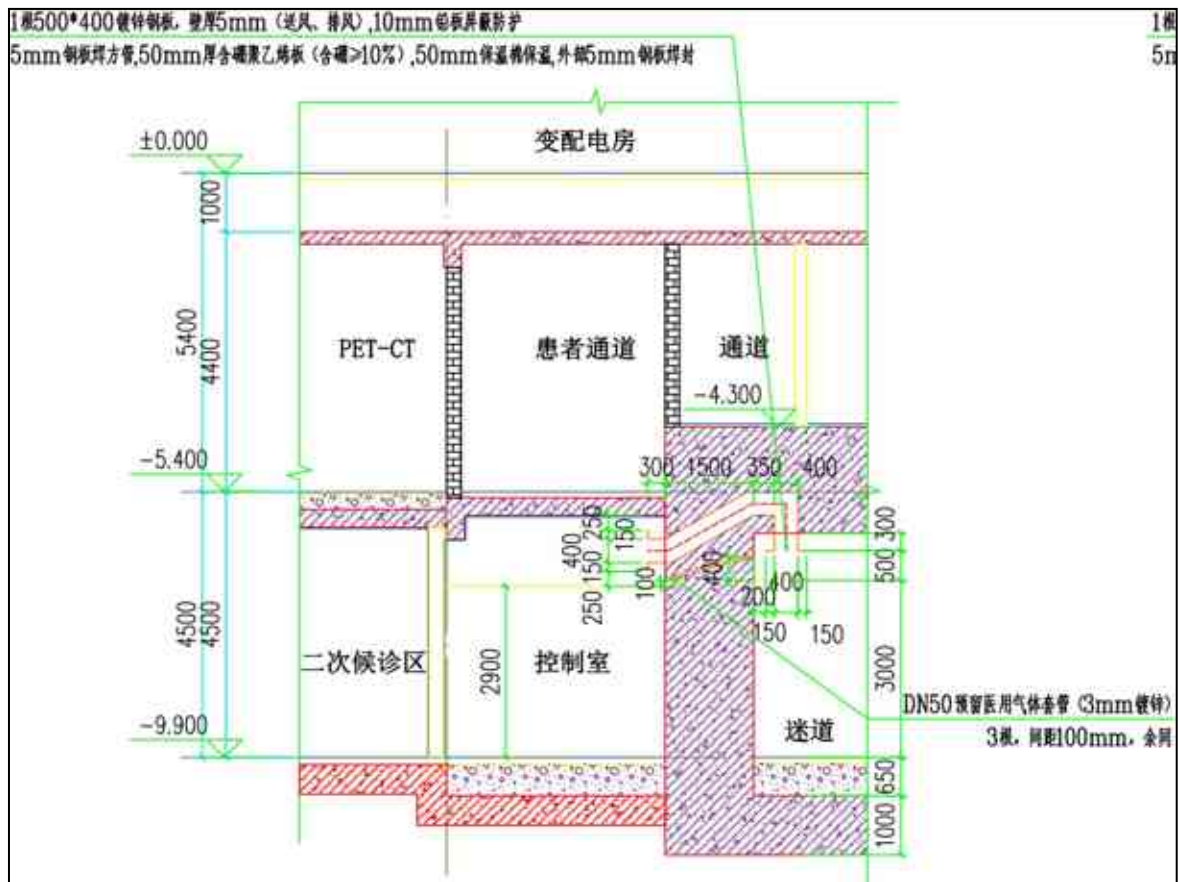 1根500*400镀锌钢板，壁厚5mm（送风、排风）,10mm铅板屏蔽防护
1根
5mm钢板焊方管,50mm厚含硼聚乙烯板（含硼≥10%）,50mm保温棉保温,外部5mm钢板焊封
5m
变配电房
±0.000
1000
5400
4400
PET-CT
患者通道
通道
-4.300
-5.400
300
1500
350
400
250
150
400
150
100
250
400
400
200
150
150
300
500
4500
4500
2900
二次候诊区
控制室
3000
DN50预留医用气体套管（3mm镀锌）
3根，间距100mm，余同
-9.900
迷道
650
1000